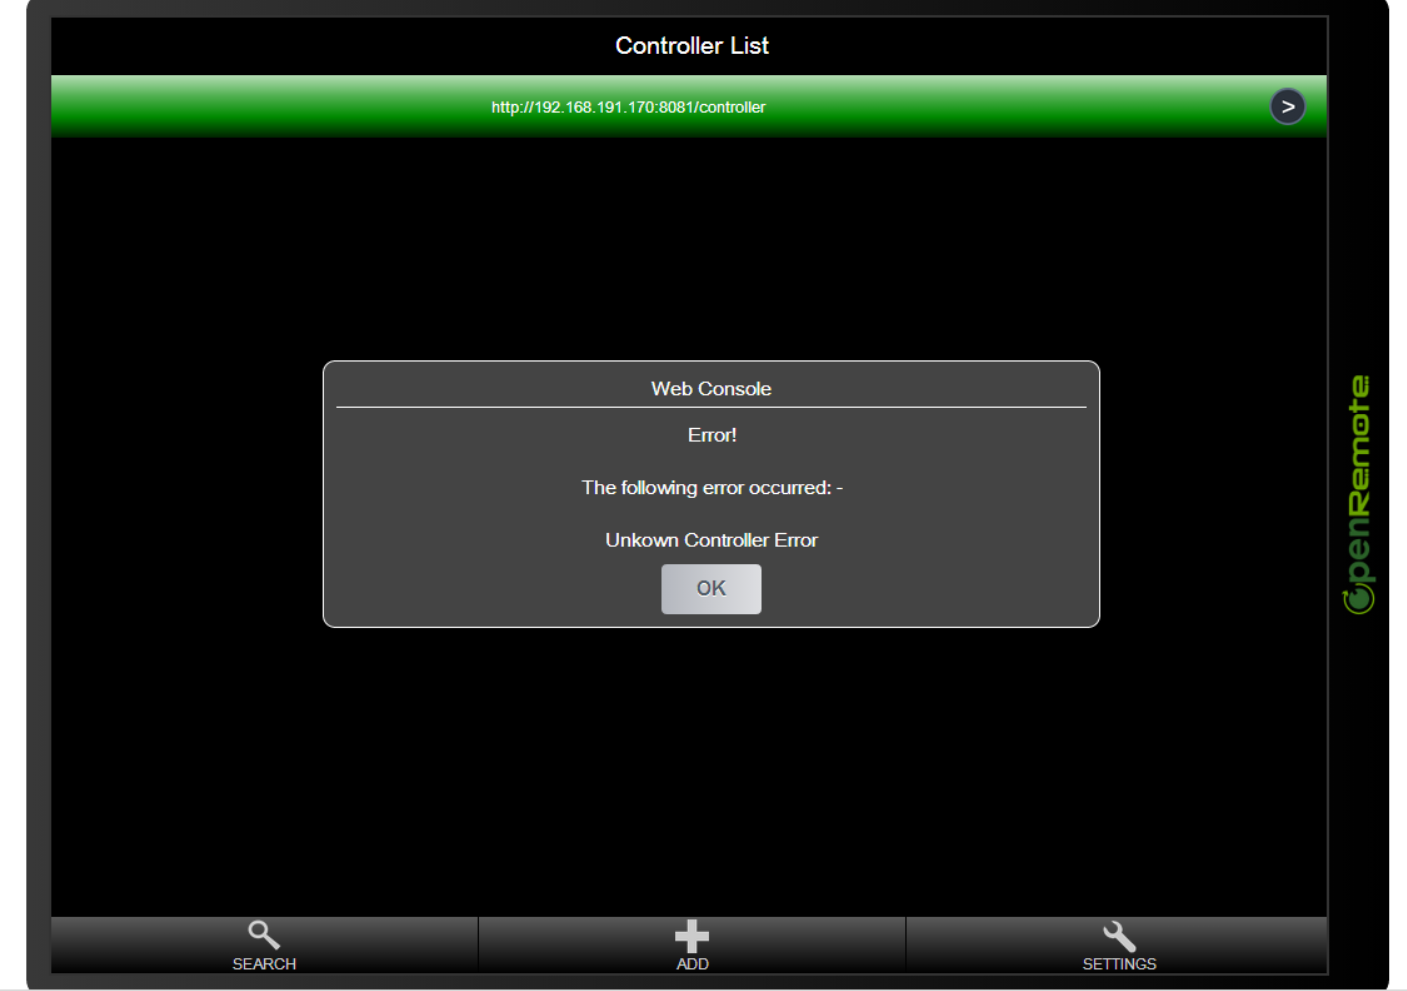 Controller List
http://192.168.191.170:8081/controller
>
Web Console
Error!
The following error occurred: -
Unkown Controller Error
OK
OpenRemote
SEARCH
ADD
SETTINGS